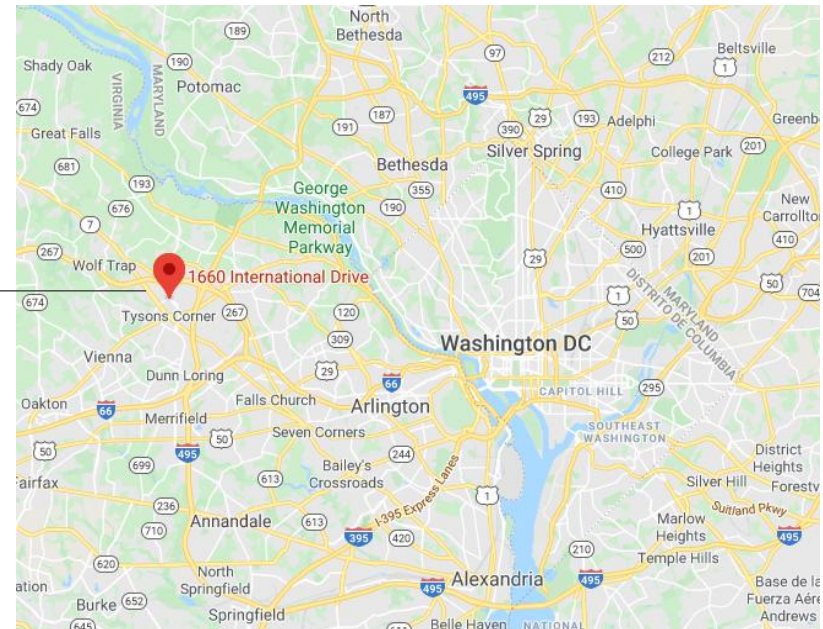 North
Bethesda
189
97
Beltsville
212
1
Shady Oak
190
Potomac
VIRGINIA
MARYLAND
495
674
187
191
390
29
193
Adelphi
Greenb
Great Falls
Silver Spring
College Park
201
681
Bethesda
193
George
Washington
Memorial
Parkway
355
190
410
New
Carrollto
676
7
1
Hyattsville
410
267
Wolf Trap
29
500
201
1660 International Drive
50
674
1
704
Tysons Corner
267
120
MARYLAND
DISTRITO DE COLUMBIA
50
309
Washington DC
Vienna
29
Dunn Loring
66
CAPITOL HILL
295
Oakton
66
Falls Church
Arlington
Merrifield
50
Seven Corners
SOUTHEAST
WASHINGTON
50
495
244
District
Heights
699
Bailey's
Crossroads
I-395 Express Lanes
Silver Hill
Forestv
airfax
613
1
Suitland Pkwy
236
Annandale
613
Marlow
Heights
495
710
395
420
210
Temple Hills
620
North
Springfield
495
Alexandria
495
Base de la
Fuerza Aére
Andrews
ation
Burke
652
Springfield
Belle Haven
NATIONAL
645